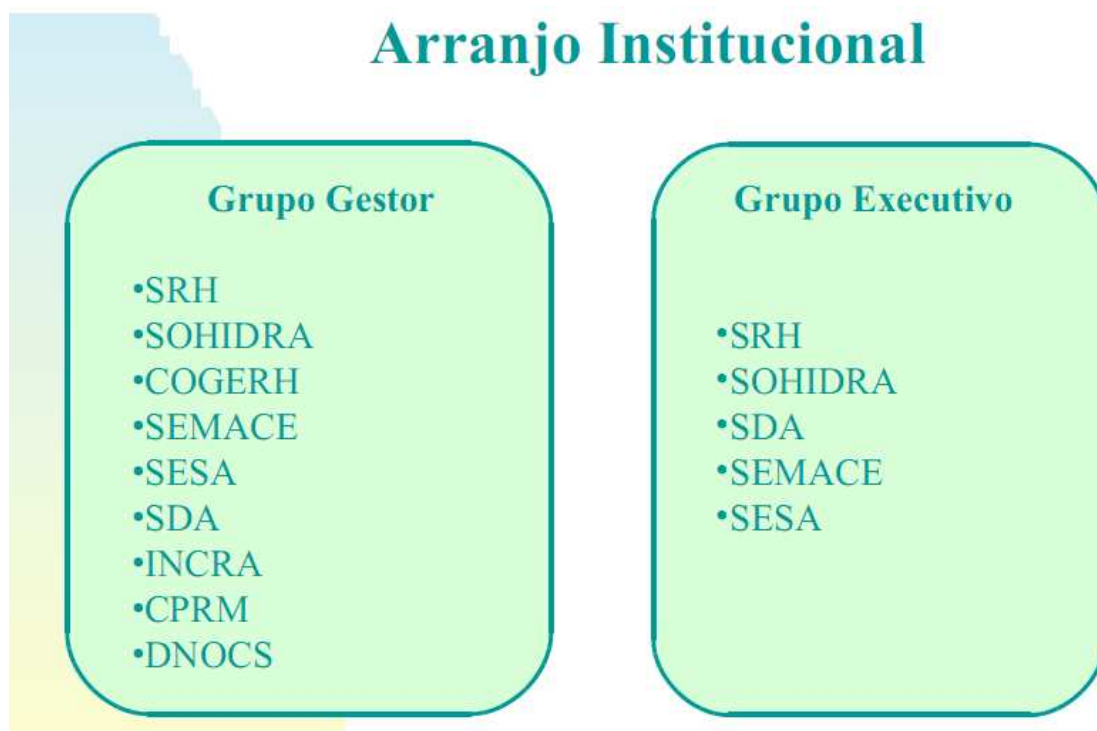 Arranjo Institucional
Grupo Gestor
•SRH
•SOHIDRA
•COGERH
•SEMACE
•SESA
•SDA
•INCRA
•CPRM
•DNOCS
Grupo Executivo
•SRH
•SOHIDRA
•SDA
•SEMACE
•SESA